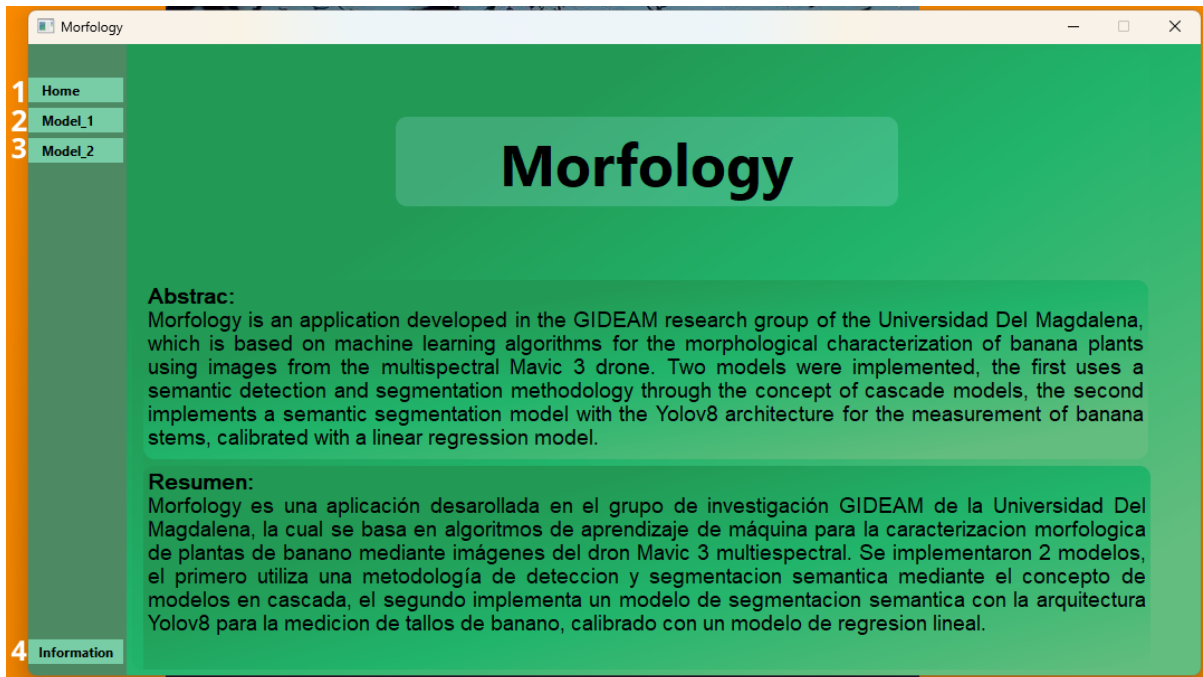 Morfology
1 Home
2 Model_1
3 Model_2
Morfology
Abstrac:
Morfology is an application developed in the GIDEAM research group of the Universidad Del Magdalena,
which is based on machine learning algorithms for the morphological characterization of banana plants
using images from the multispectral Mavic 3 drone. Two models were implemented, the first uses a
semantic detection and segmentation methodology through the concept of cascade models, the second
implements a semantic segmentation model with the Yolov8 architecture for the measurement of banana
stems, calibrated with a linear regression model.
Resumen:
Morfology es una aplicación desarollada en el grupo de investigación GIDEAM de la Universidad Del
Magdalena, la cual se basa en algoritmos de aprendizaje de máquina para la caracterizacion morfologica
de plantas de banano mediante imágenes del dron Mavic 3 multiespectral. Se implementaron 2 modelos,
el primero utiliza una metodología de deteccion y segmentacion semantica mediante el concepto de
modelos en cascada, el segundo implementa un modelo de segmentacion semantica con la arquitectura
Yolov8 para la medicion de tallos de banano, calibrado con un modelo de regresion lineal.
4 Information